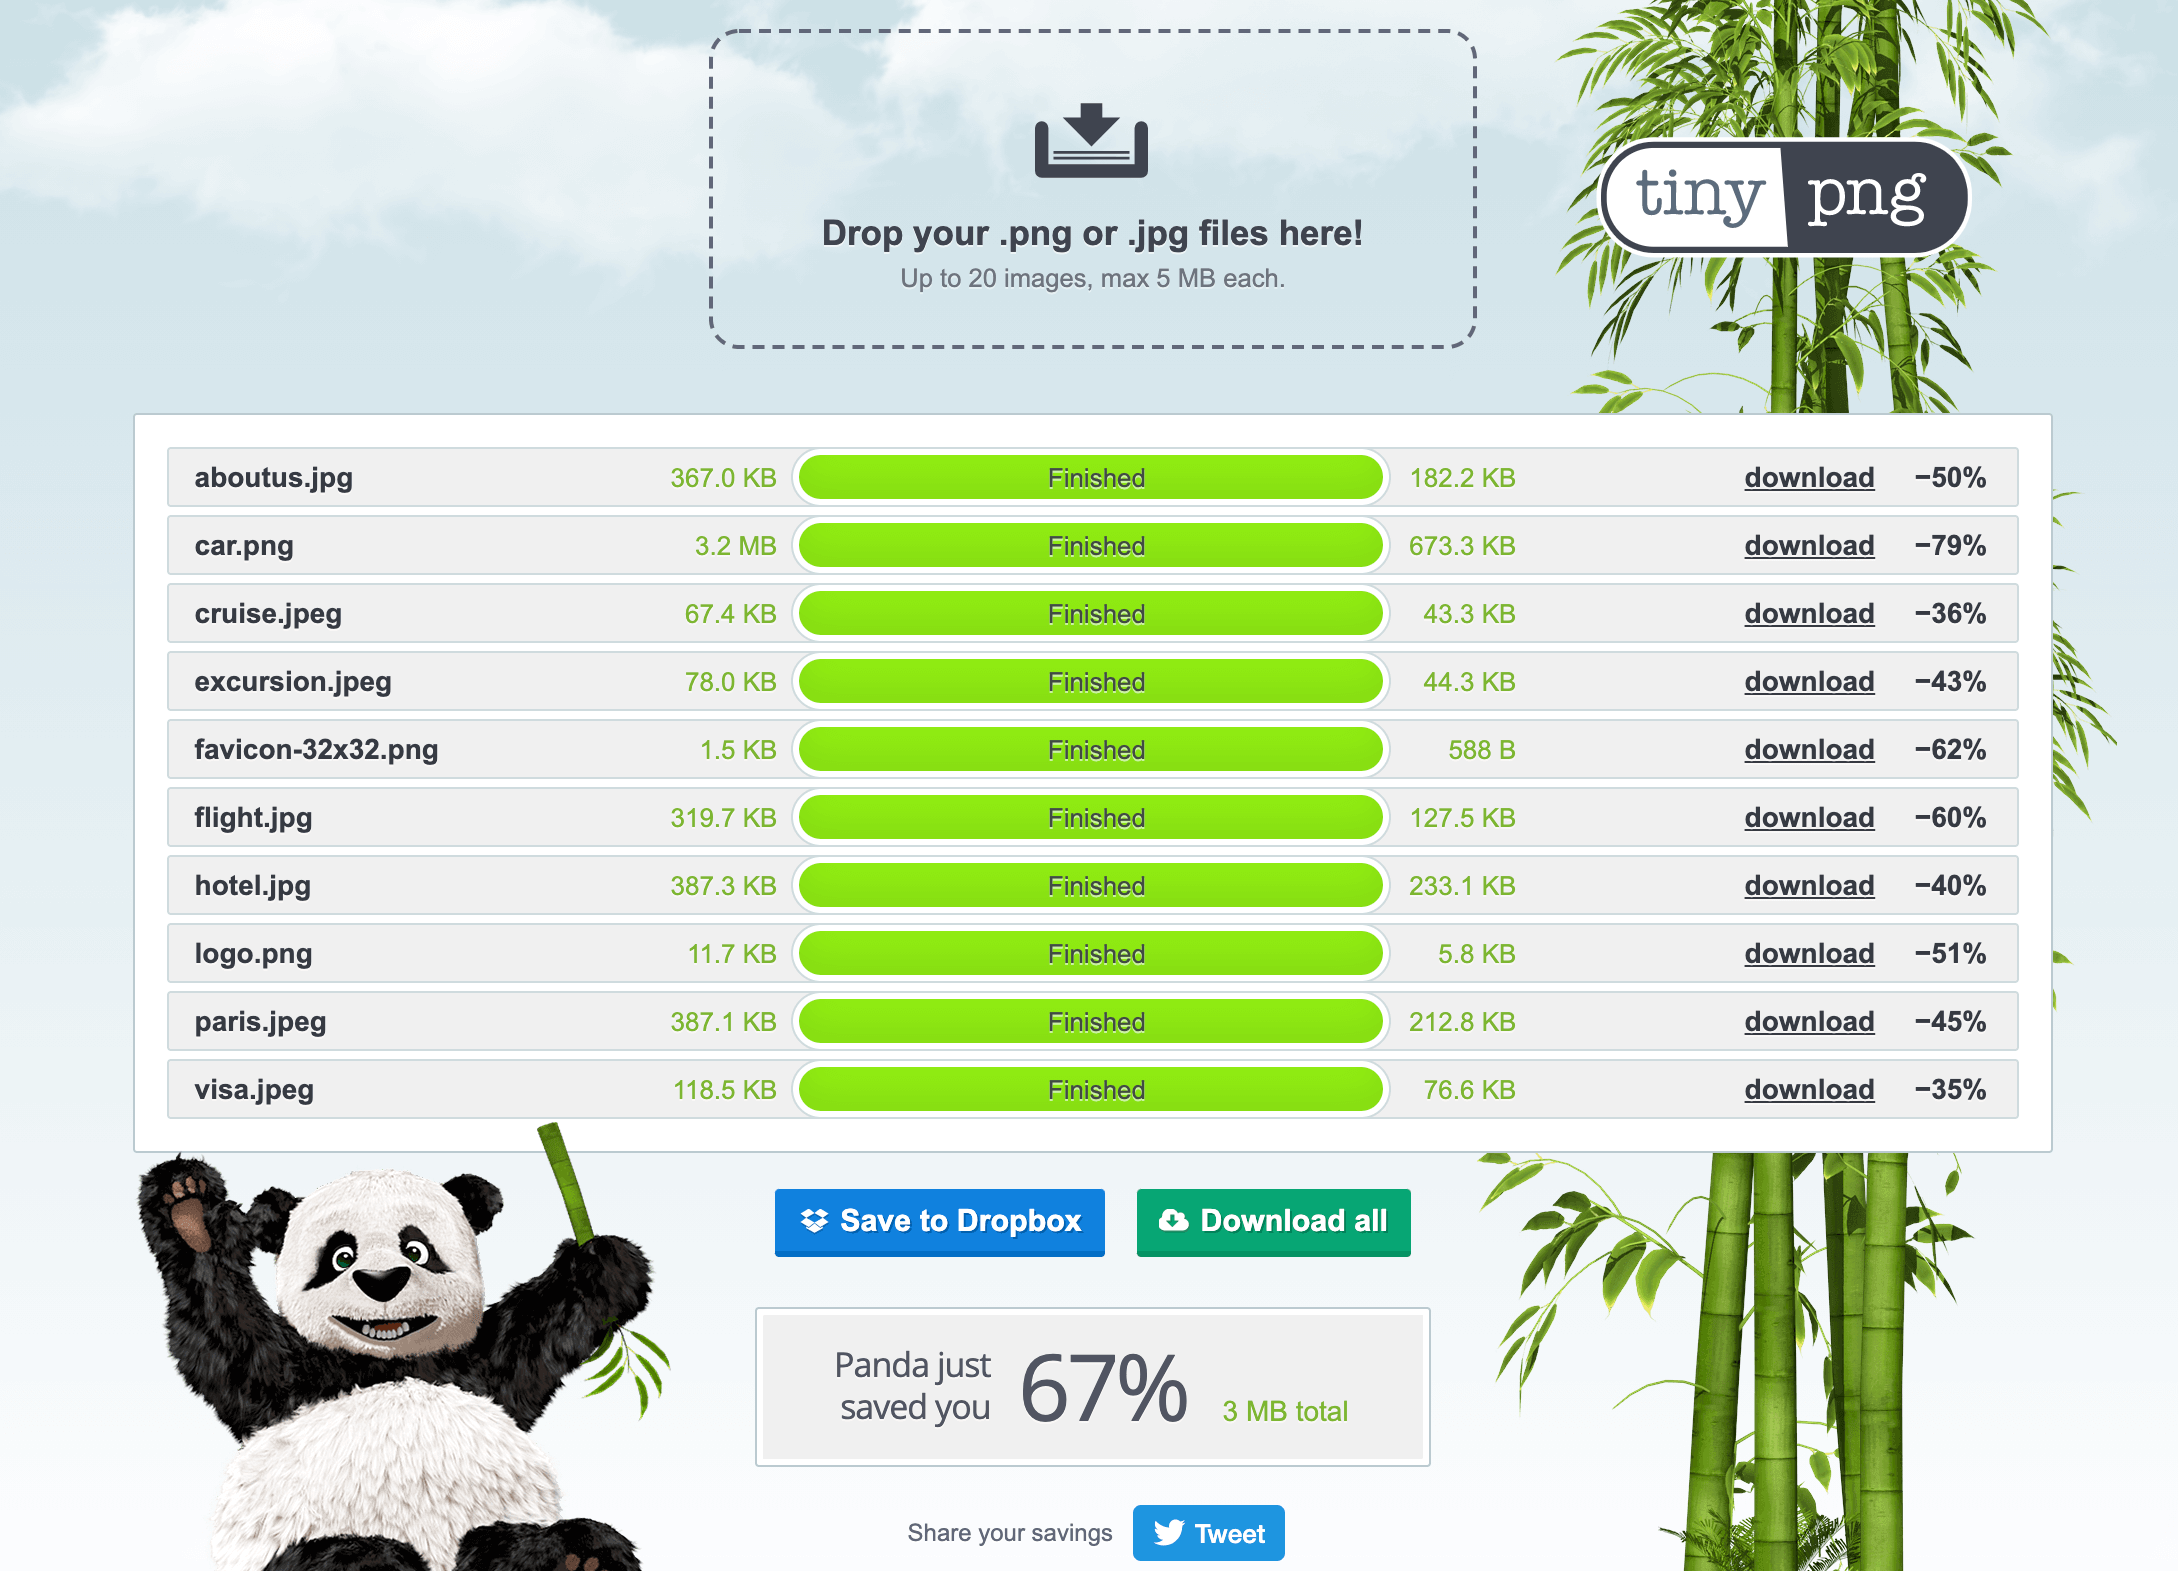 Drop your .png or .jpg files here!
Up to 20 images, max 5 MB each.
tiny png
aboutus.jpg 367.0 KB Finished 182.2 KB download −50%
car.png 3.2 MB Finished 673.3 KB download −79%
cruise.jpeg 67.4 KB Finished 43.3 KB download −36%
excursion.jpeg 78.0 KB Finished 44.3 KB download −43%
favicon-32x32.png 1.5 KB Finished 588 B download −62%
flight.jpg 319.7 KB Finished 127.5 KB download −60%
hotel.jpg 387.3 KB Finished 233.1 KB download −40%
logo.png 11.7 KB Finished 5.8 KB download −51%
paris.jpeg 387.1 KB Finished 212.8 KB download −45%
visa.jpeg 118.5 KB Finished 76.6 KB download −35%
Save to Dropbox Download all
Panda just
saved you 67% 3 MB total
Share your savings Tweet